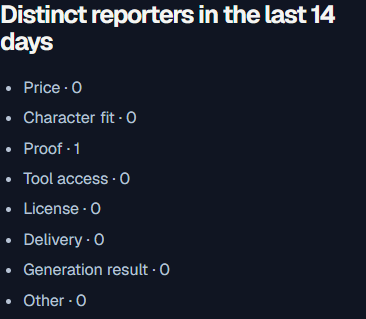 Distinct reporters in the last 14
days
• Price · 0
• Character fit · 0
• Proof · 1
• Tool access · 0
• License · 0
• Delivery · 0
• Generation result · 0
• Other · 0